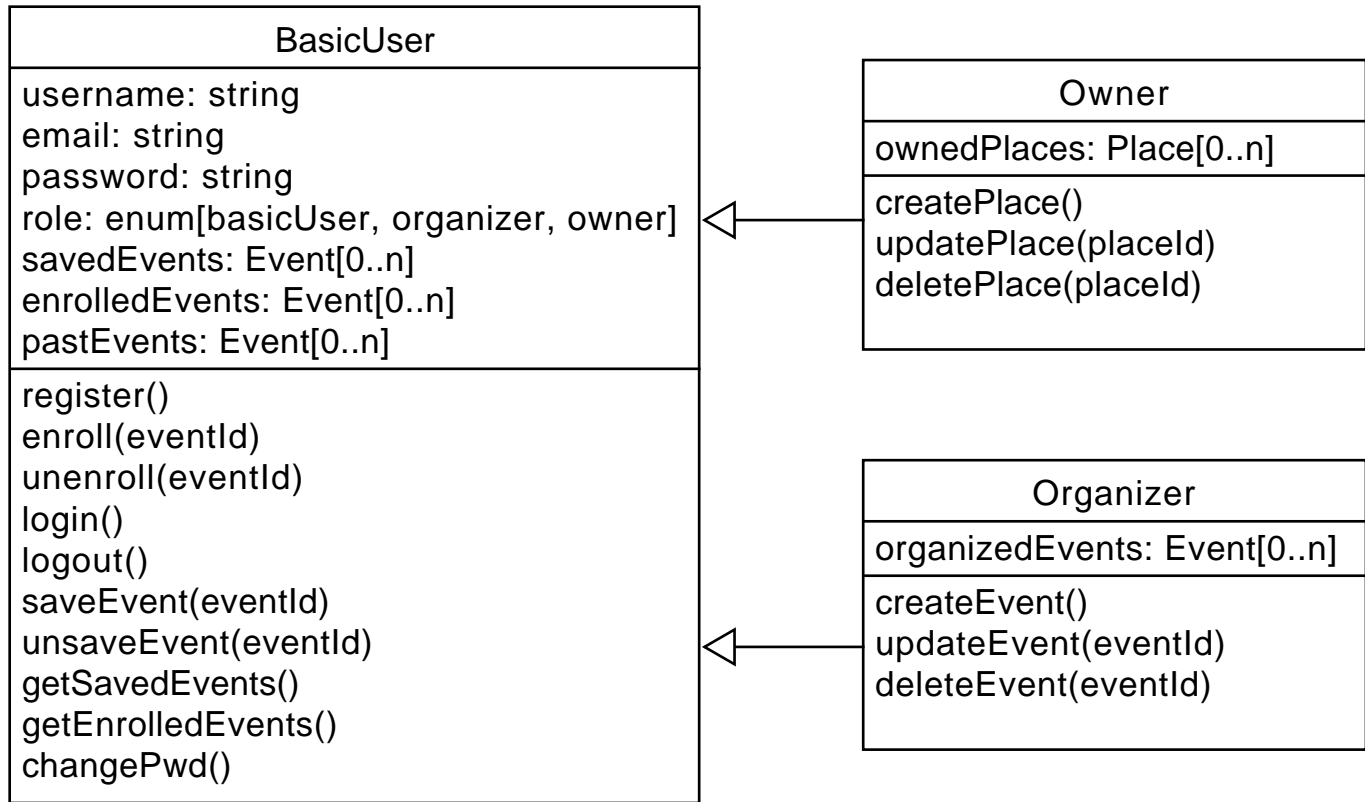 BasicUser
username: string
email: string
password: string
role: enum[basicUser, organizer, owner]
savedEvents: Event[0..n]
enrolledEvents: Event[0..n]
pastEvents: Event[0..n]
register()
enroll(eventId)
unenroll(eventId)
login()
logout()
saveEvent(eventId)
unsaveEvent(eventId)
getSavedEvents()
getEnrolledEvents()
changePwd()
Owner
ownedPlaces: Place[0..n]
createPlace()
updatePlace(placeId)
deletePlace(placeId)
Organizer
organizedEvents: Event[0..n]
createEvent()
updateEvent(eventId)
deleteEvent(eventId)